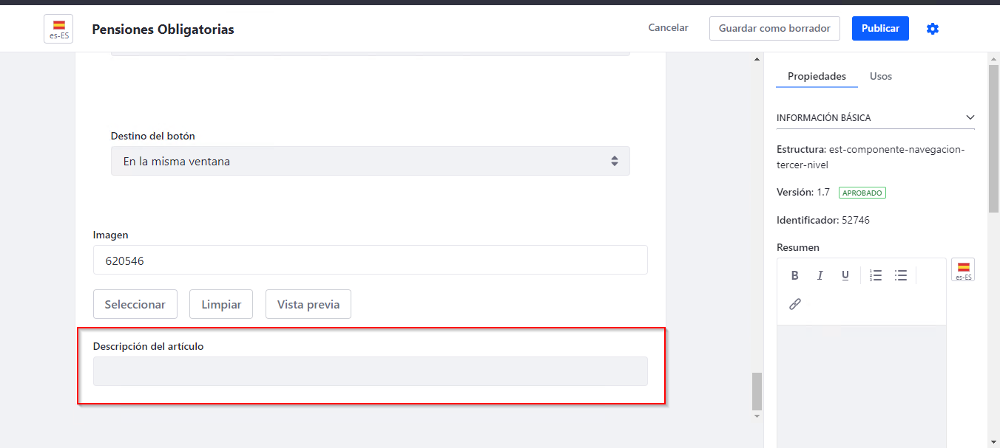 es-ES
Pensiones Obligatorias
Cancelar
Guardar como borrador
Publicar
Destino del botón
En la misma ventana
Imagen
620546
Seleccionar
Limpiar
Vista previa
Descripción del artículo
Propiedades
Usos
INFORMACIÓN BÁSICA
Estructura: est-componente-navegacion-
tercer-nivel
Versión: 1.7 APROBADO
Identificador: 52746
Resumen
B I U
es-ES